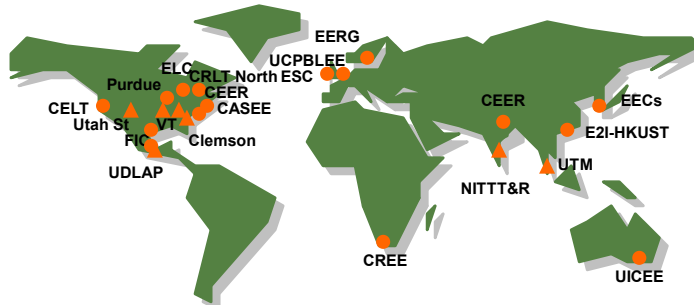 EERG
ELC
UCPBLEE
CRLT North ESC
Purdue
CEER
CEER
CELT
CASEE
EECs
Utah St
VT
E2I-HKUST
FIC
Clemson
UDLAP
UTM
NITTT&R
CREE
UICEE